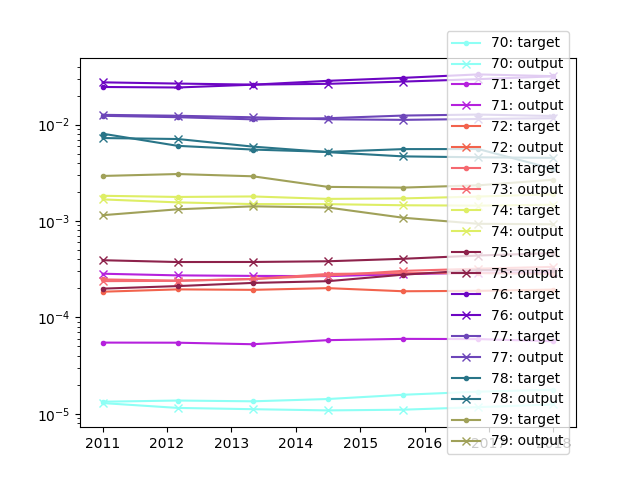 70: target
70: output
71: target
71: output
72: target
72: output
73: target
73: output
74: target
74: output
75: target
75: output
76: target
76: output
77: target
77: output
78: target
78: output
79: target
79: output
10⁻²
10⁻³
10⁻⁴
10⁻⁵
2011 2012 2013 2014 2015 2016 2017 2018